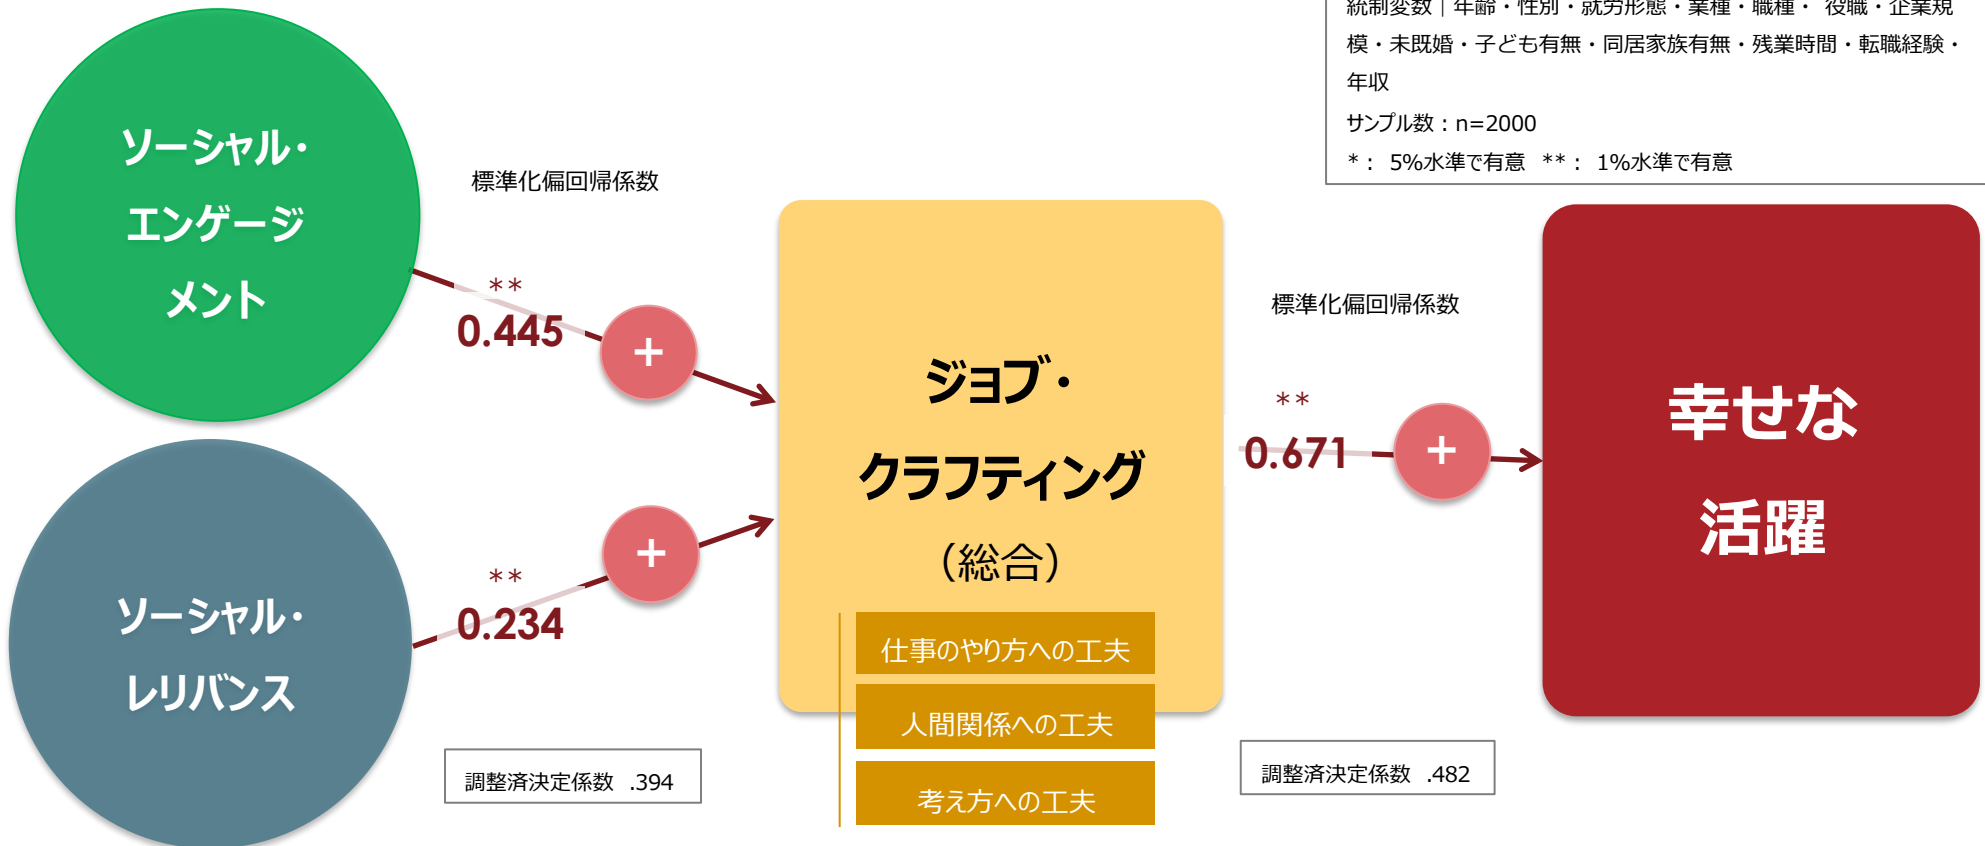 統制変数｜年齢・性別・就労形態・業種・職種・ 役職・企業規
模・未既婚・子ども有無・同居家族有無・残業時間・転職経験・
年収
サンプル数：n=2000
*： 5%水準で有意 **： 1%水準で有意
ソーシャル・
エンゲージ
メント
標準化偏回帰係数
**
0.445
+
ソーシャル・
レリバンス
**
0.234
+
調整済決定係数 .394
ジョブ・
クラフティング
（総合）
仕事のやり方への工夫
人間関係への工夫
考え方への工夫
標準化偏回帰係数
**
0.671
+
調整済決定係数 .482
幸せな
活躍